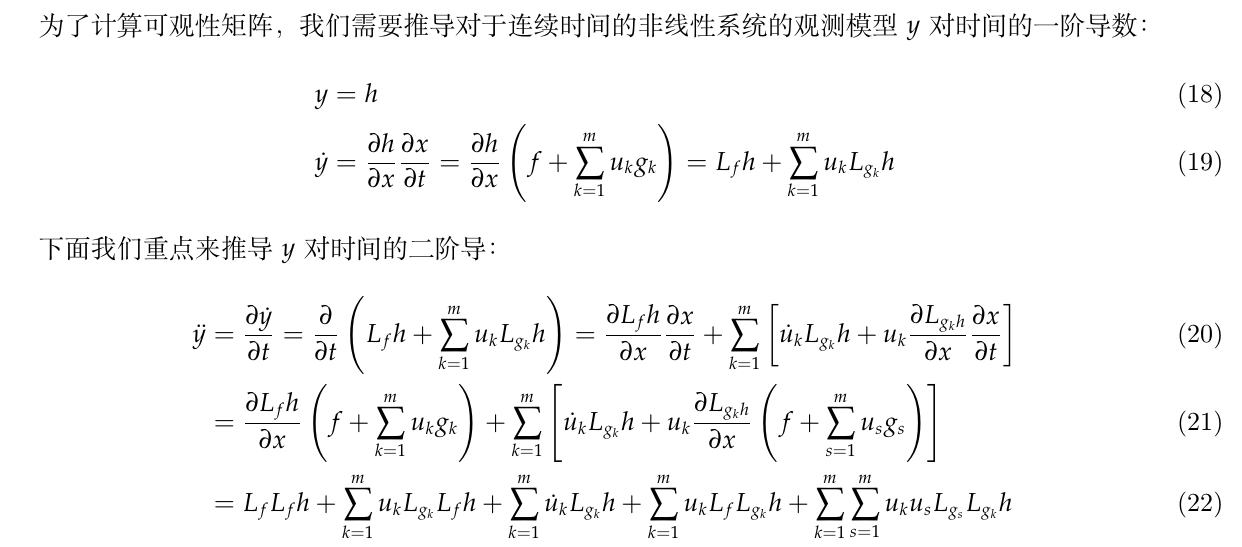 为了计算可观性矩阵，我们需要推导对于连续时间的非线性系统的观测模型 $y$ 对时间的一阶导数：
$y = h$ (18)
$\dot{y} = \frac{\partial h}{\partial x} \frac{\partial x}{\partial t} = \frac{\partial h}{\partial x} \left( f + \sum_{k=1}^{m} u_k g_k \right) = L_f h + \sum_{k=1}^{m} u_k L_{g_k} h$ (19)
下面我们重点来推导 $y$ 对时间的二阶导：
$\ddot{y} = \frac{\partial \dot{y}}{\partial t} = \frac{\partial}{\partial t} \left( L_f h + \sum_{k=1}^{m} u_k L_{g_k} h \right) = \frac{\partial L_f h}{\partial x} \frac{\partial x}{\partial t} + \sum_{k=1}^{m} \left[ \dot{u}_k L_{g_k} h + u_k \frac{\partial L_{g_k h}}{\partial x} \frac{\partial x}{\partial t} \right]$ (20)
$= \frac{\partial L_f h}{\partial x} \left( f + \sum_{k=1}^{m} u_k g_k \right) + \sum_{k=1}^{m} \left[ \dot{u}_k L_{g_k} h + u_k \frac{\partial L_{g_k h}}{\partial x} \left( f + \sum_{s=1}^{m} u_s g_s \right) \right]$ (21)
$= L_f L_f h + \sum_{k=1}^{m} u_k L_{g_k} L_f h + \sum_{k=1}^{m} \dot{u}_k L_{g_k} h + \sum_{k=1}^{m} u_k L_f L_{g_k} h + \sum_{k=1}^{m} \sum_{s=1}^{m} u_k u_s L_{g_s} L_{g_k} h$ (22)